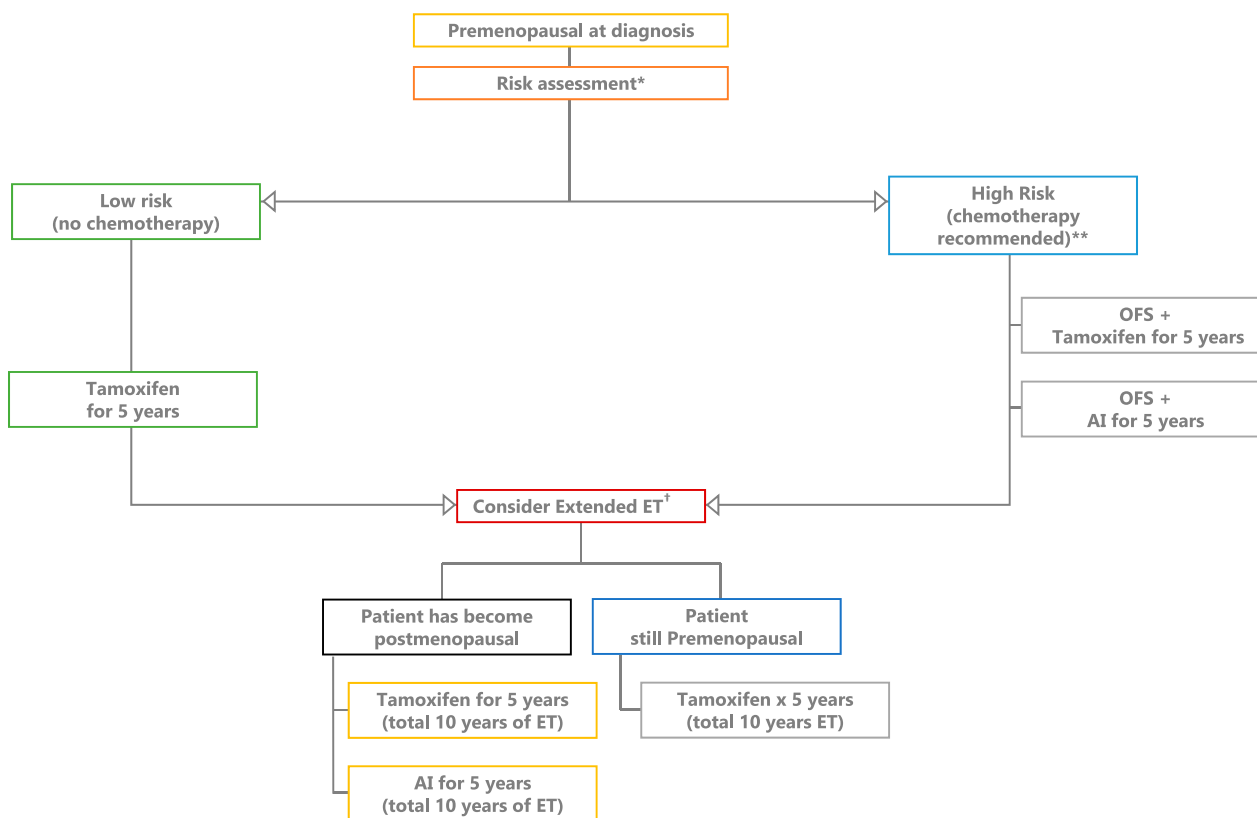 Premenopausal at diagnosis
Risk assessment*
Low risk
(no chemotherapy)
High Risk
(chemotherapy
recommended)**
OFS +
Tamoxifen for 5 years
Tamoxifen
for 5 years
OFS +
AI for 5 years
Consider Extended ET†
Patient has become
postmenopausal
Patient
still Premenopausal
Tamoxifen for 5 years
(total 10 years of ET)
Tamoxifen x 5 years
(total 10 years ET)
AI for 5 years
(total 10 years of ET)